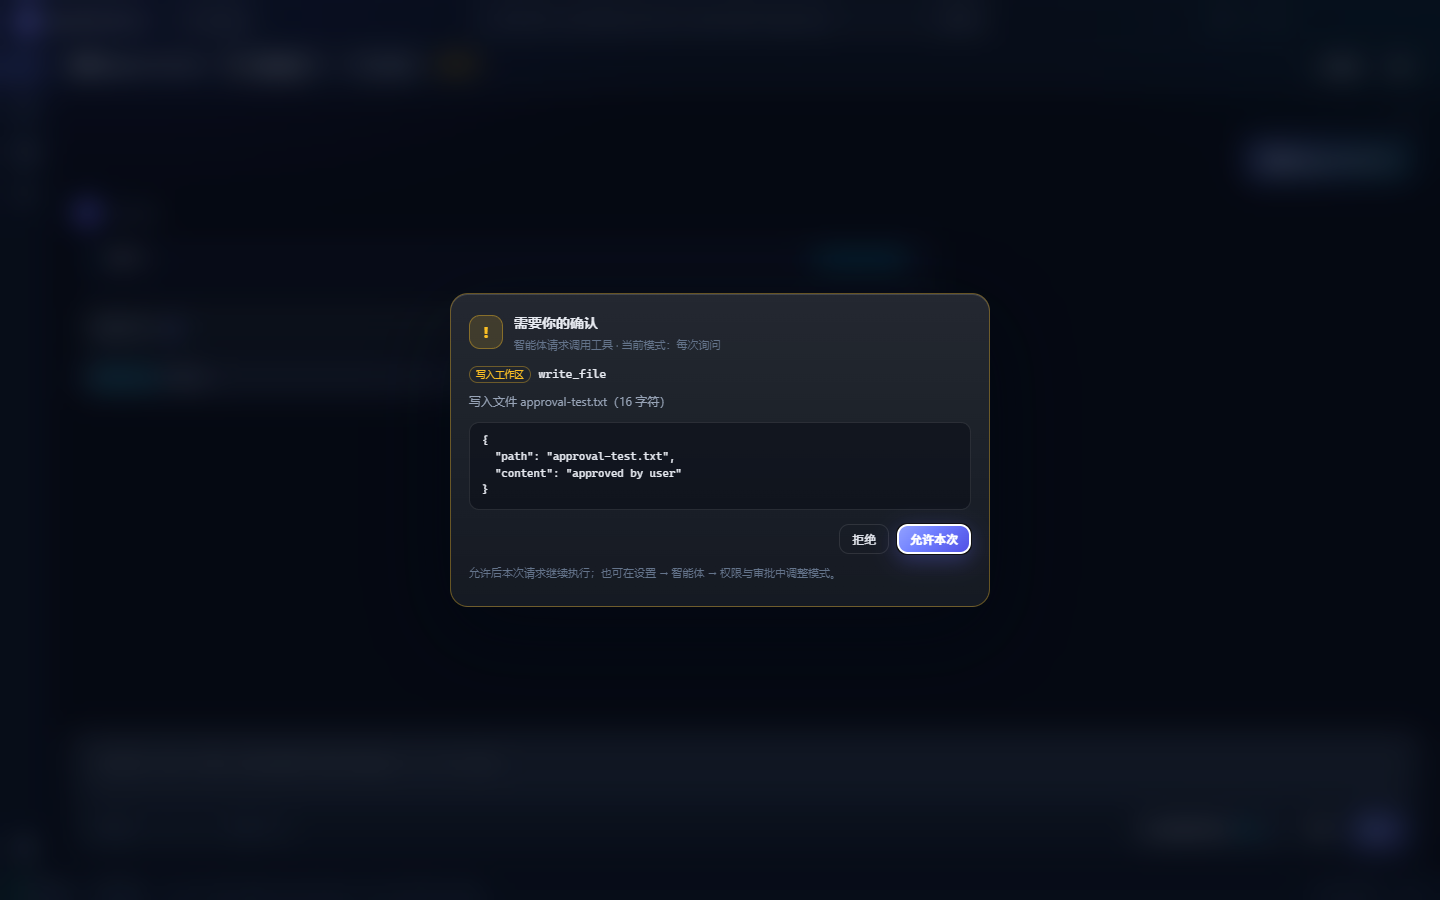 !
需要你的确认
智能体请求调用工具 · 当前模式：每次询问
写入工作区 write_file
写入文件 approval-test.txt（16 字符）
{
  "path": "approval-test.txt",
  "content": "approved by user"
}
拒绝 允许本次
允许后本次请求继续执行；也可在设置 → 智能体 → 权限与审批中调整模式。